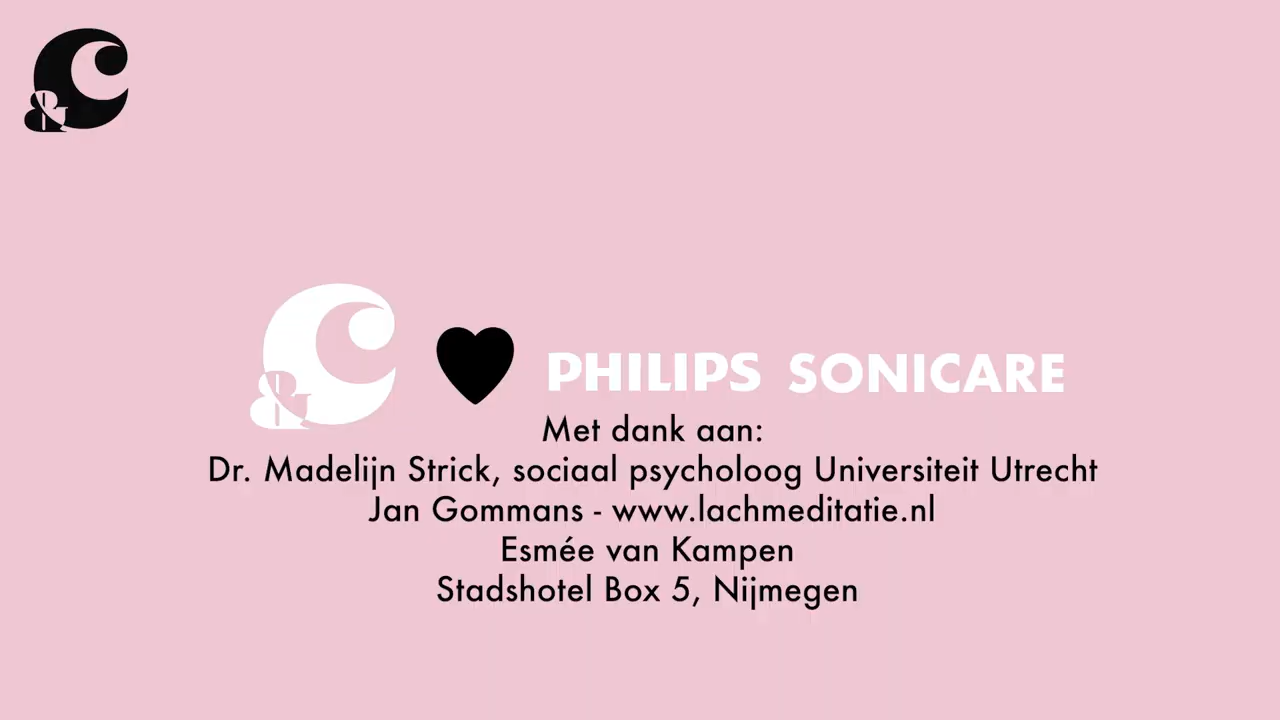 &C
&C ♥ PHILIPS SONICARE
Met dank aan:
Dr. Madelijn Strick, sociaal psycholoog Universiteit Utrecht
Jan Gommans - www.lachmeditatie.nl
Esmée van Kampen
Stadshotel Box 5, Nijmegen